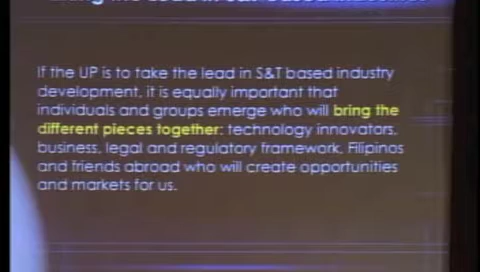 If the UP is to take the lead in S&T based industry
development, it is equally important that
individuals and groups emerge who will bring the
different pieces together: technology innovators,
business, legal and regulatory framework, Filipinos
and friends abroad who will create opportunities
and markets for us.